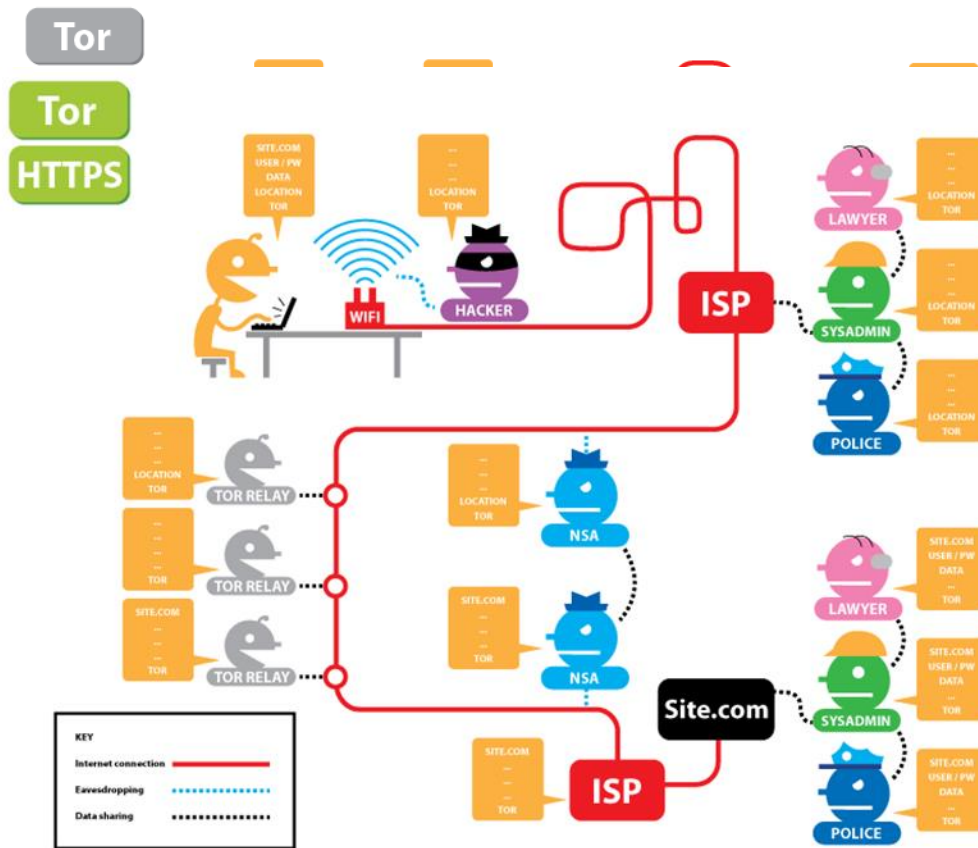 Tor
Tor
HTTPS
SITE.COM
USER / PW
DATA
LOCATION
TOR
...
...
...
LOCATION
TOR
WIFI
HACKER
ISP
...
...
...
LOCATION
TOR
LAWYER
...
...
...
LOCATION
TOR
SYSADMIN
...
...
...
LOCATION
TOR
POLICE
...
...
...
LOCATION
TOR
TOR RELAY
...
...
...
...
TOR
TOR RELAY
SITE.COM
...
...
...
TOR
TOR RELAY
...
...
...
LOCATION
TOR
NSA
SITE.COM
...
...
...
TOR
NSA
SITE.COM
USER / PW
DATA
...
TOR
LAWYER
SITE.COM
USER / PW
DATA
...
TOR
SYSADMIN
SITE.COM
USER / PW
DATA
...
TOR
POLICE
Site.com
SITE.COM
...
...
...
TOR
ISP
KEY
Internet connection
Eavesdropping
Data sharing